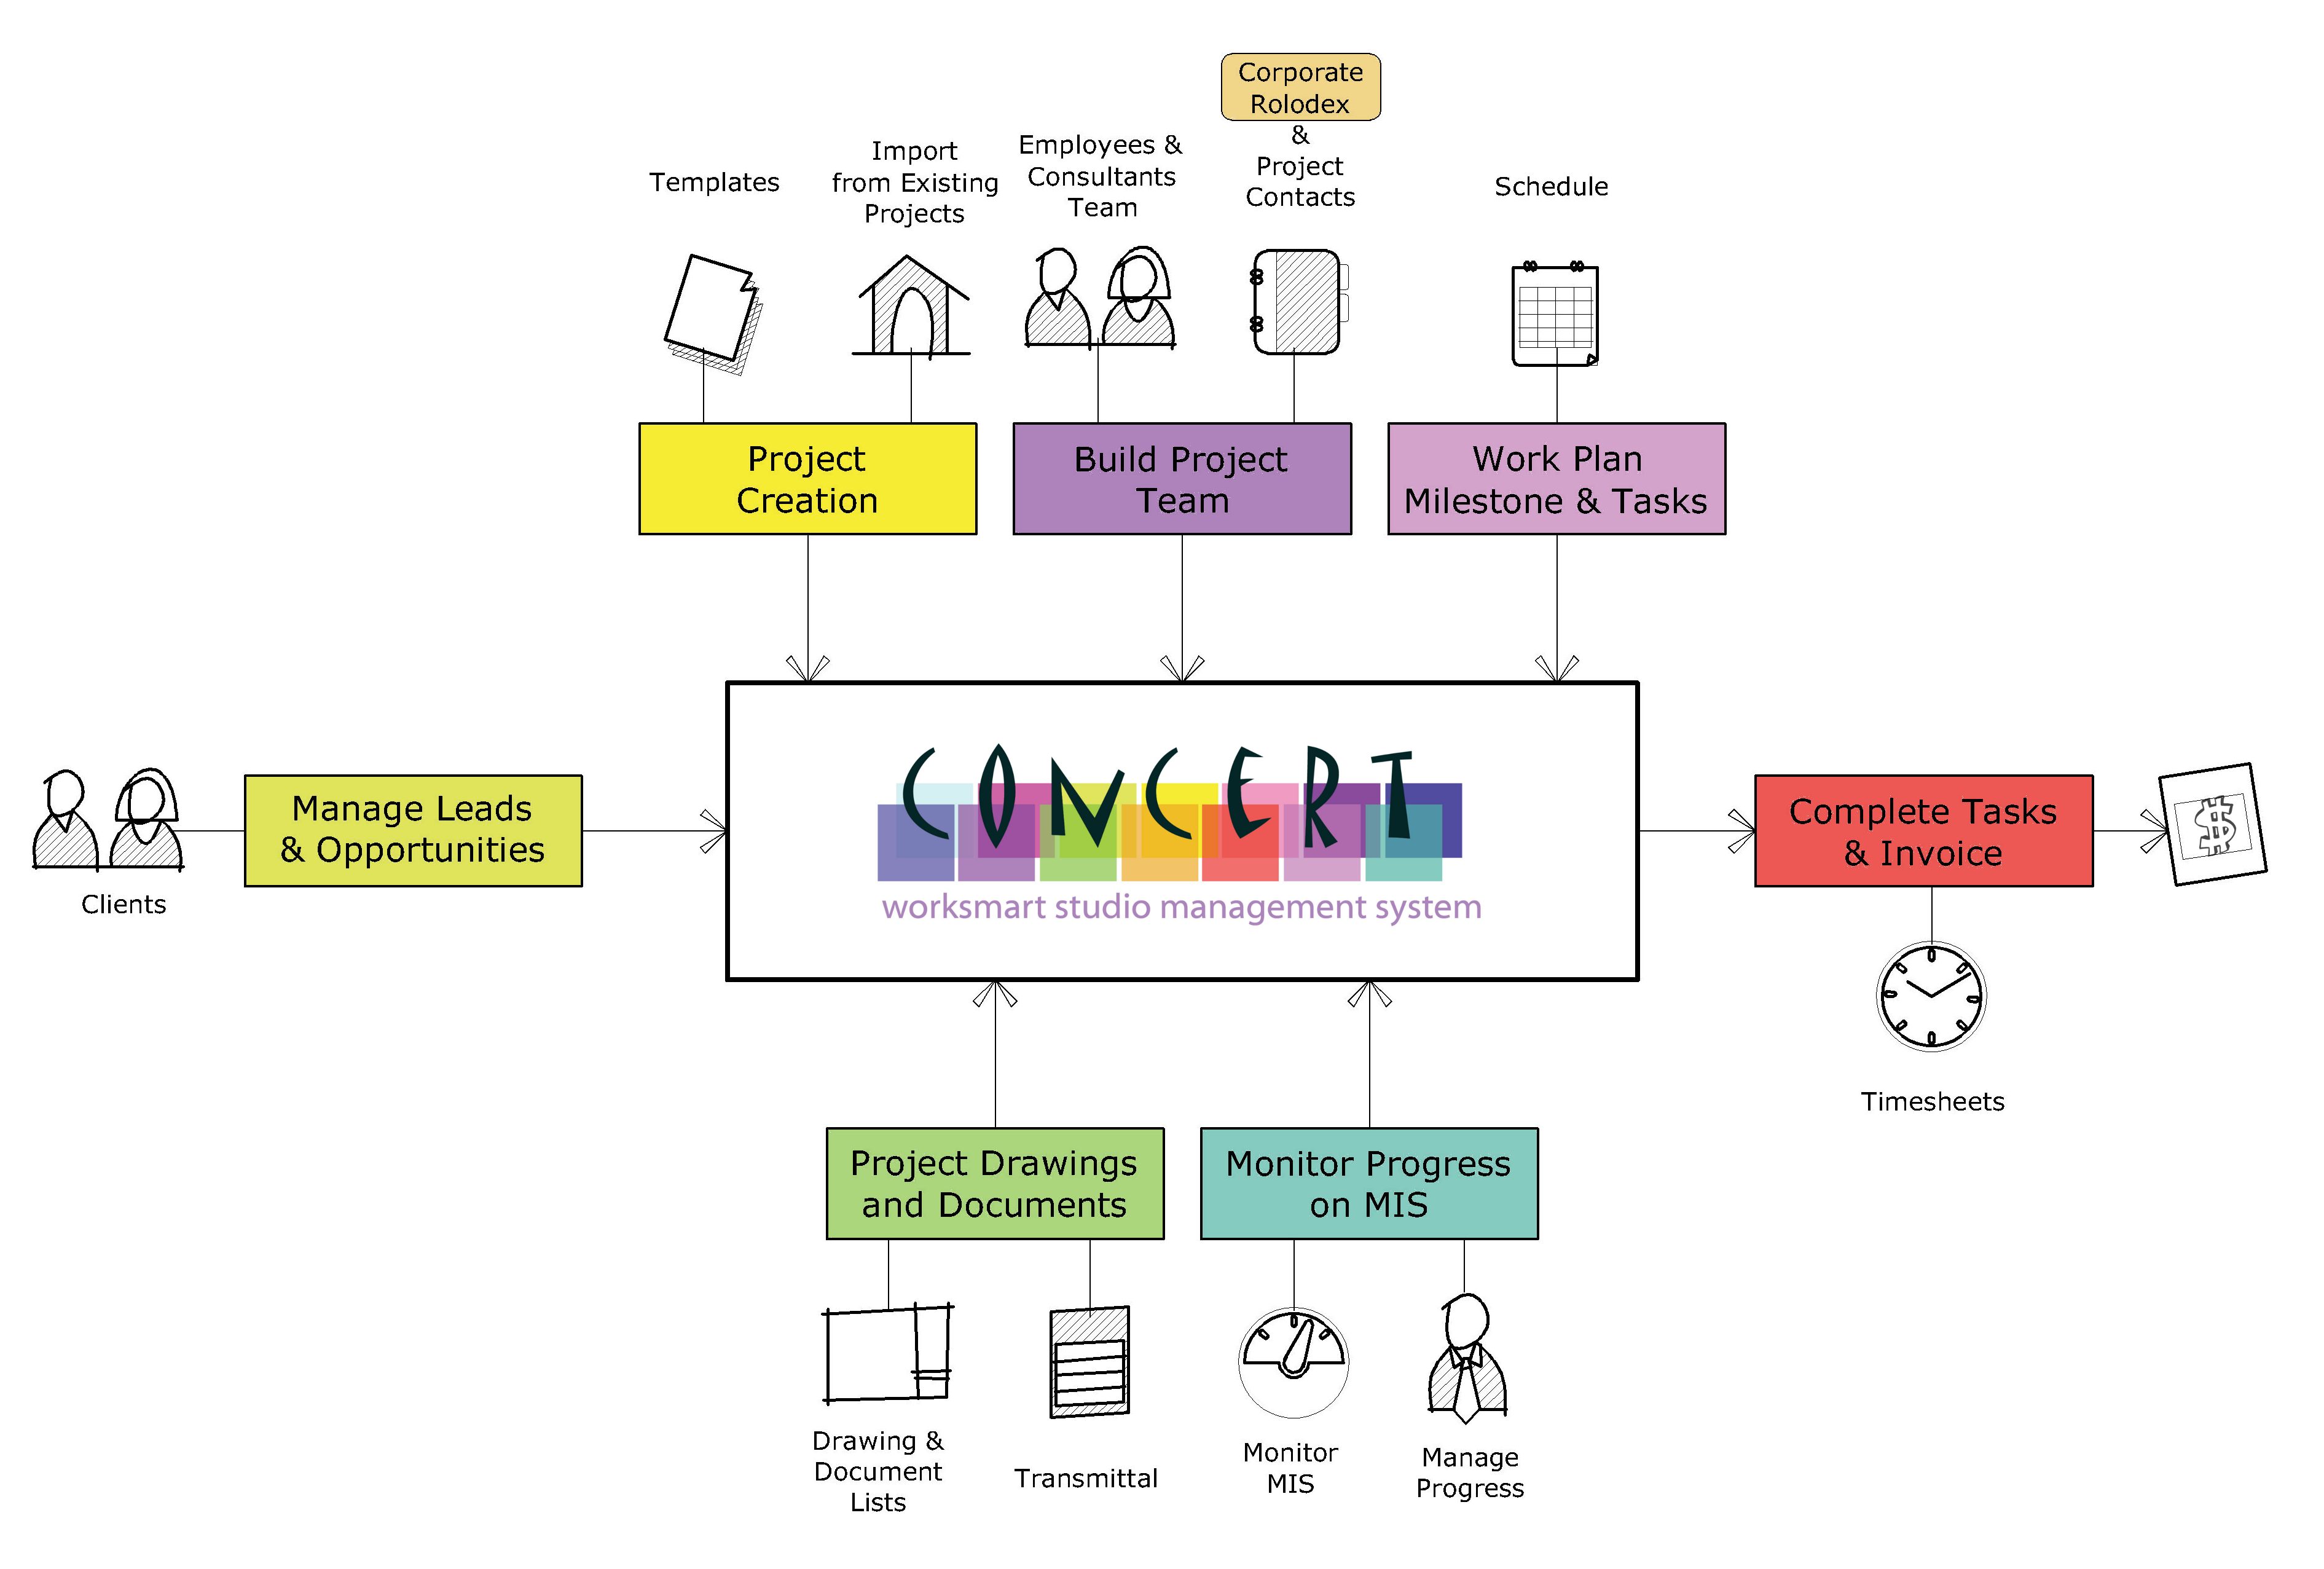 Corporate
Rolodex
&
Project
Contacts
Employees &
Consultants
Team
Import
from Existing
Projects
Templates
Schedule
Project
Creation
Build Project
Team
Work Plan
Milestone & Tasks
CONCERT
worksmart studio management system
Manage Leads
& Opportunities
Clients
Complete Tasks
& Invoice
$
Timesheets
Project Drawings
and Documents
Monitor Progress
on MIS
Drawing &
Document
Lists
Transmittal
Monitor
MIS
Manage
Progress